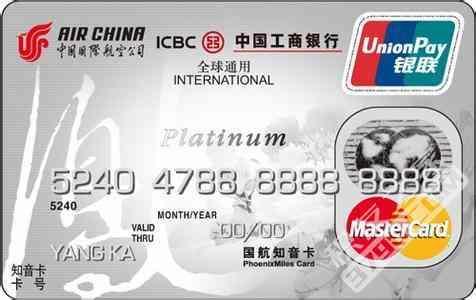 AIR CHINA
中国国际航空公司
ICBC 中国工商银行
全球通用
INTERNATIONAL
UnionPay
银联
Platinum
5240 4788 8888 8888
5240
MONTH/YEAR
VALID
THRU
00/00
YANG KA
MasterCard
知音卡
卡 号
国航知音卡
PhoenixMiles Card